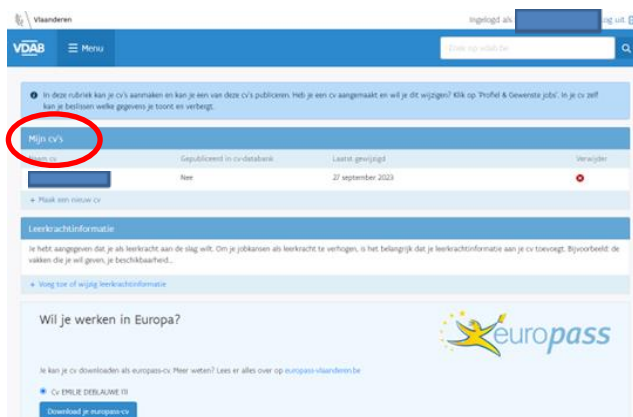 Vlaanderen
Ingelogd als
log uit
VDAB
☰ Menu
Zoek op vdab.be
In deze rubriek kan je cv's aanmaken en kan je een van deze cv's publiceren. Heb je een cv aangemaakt en wil je dit wijzigen? Klik op 'Profiel & Gewenste jobs'. In je cv zelf
kan je beslissen welke gegevens je toont en verbergt.
Mijn cv's
Naam cv Gepubliceerd in cv-databank Laatst gewijzigd Verwijder
Nee 27 september 2023
+ Maak een nieuw cv
Leerkrachtinformatie
Je hebt aangegeven dat je als leerkracht aan de slag wilt. Om je jobkansen als leerkracht te verhogen, is het belangrijk dat je leerkrachtinformatie aan je cv toevoegt. Bijvoorbeeld: de
vakken die je wil geven, je beschikbaarheid...
+ Voeg toe of wijzig leerkrachtinformatie
Wil je werken in Europa?
europass
Je kan je cv downloaden als europass-cv. Meer weten? Lees er alles over op europass-vlaanderen.be
CV EMILIE DEBLAUWE (1)
Download je europass-cv